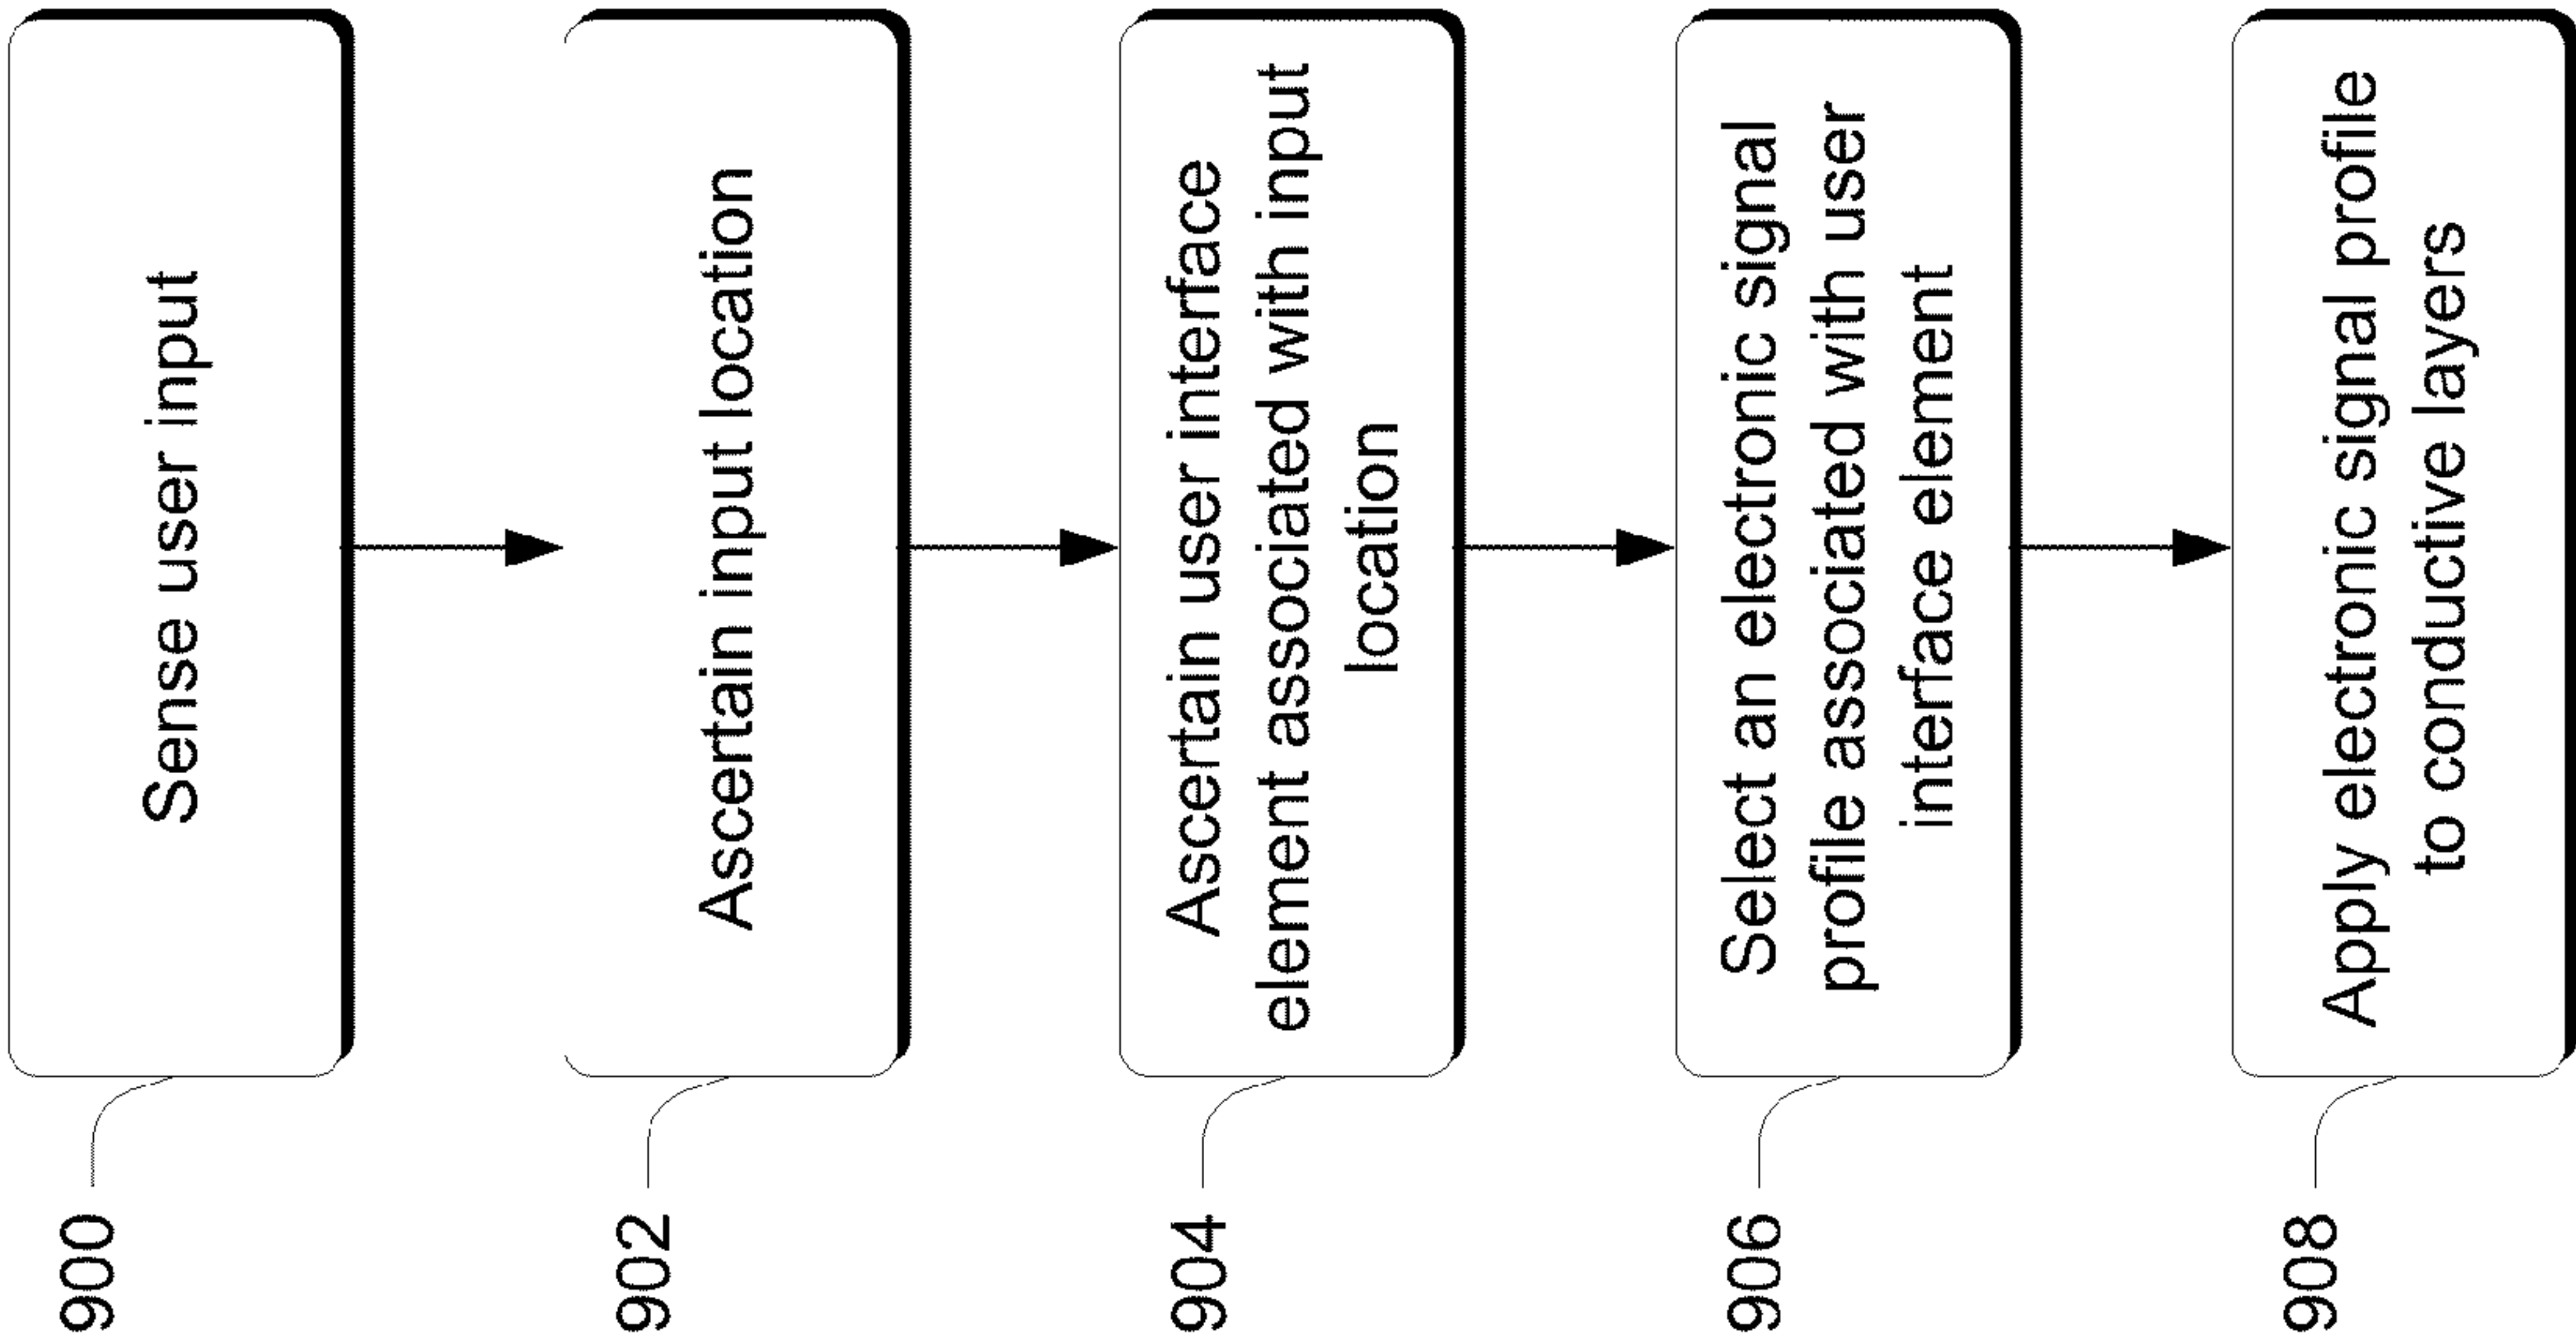 900
Sense user input
902
Ascertain input location
904
Ascertain user interface
element associated with input
location
906
Select an electronic signal
profile associated with user
interface element
908
Apply electronic signal profile
to conductive layers